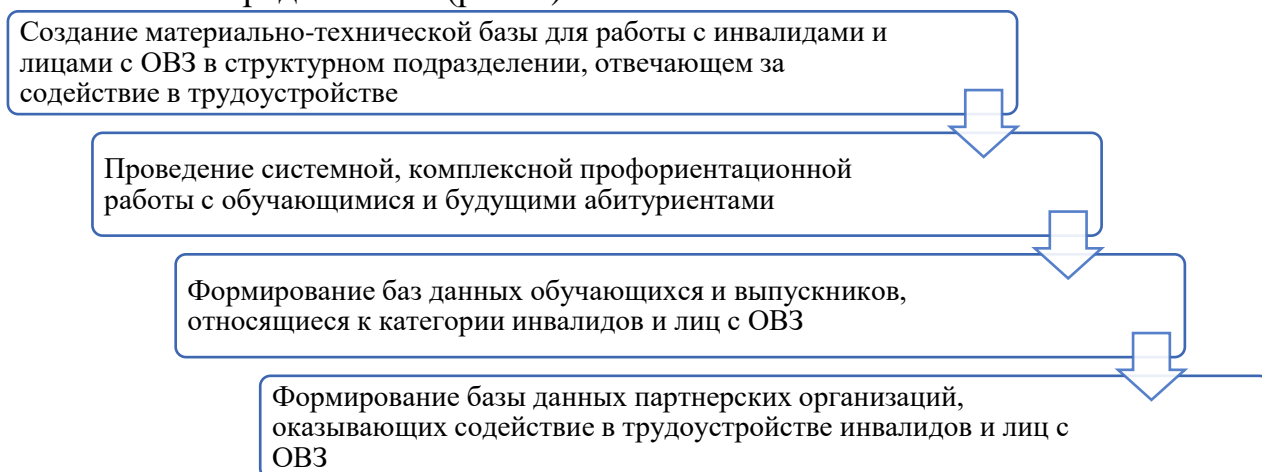 Создание материально-технической базы для работы с инвалидами и
лицами с ОВЗ в структурном подразделении, отвечающем за
содействие в трудоустройстве
Проведение системной, комплексной профориентационной
работы с обучающимися и будущими абитуриентами
Формирование баз данных обучающихся и выпускников,
относящиеся к категории инвалидов и лиц с ОВЗ
Формирование базы данных партнерских организаций,
оказывающих содействие в трудоустройстве инвалидов и лиц с
ОВЗ